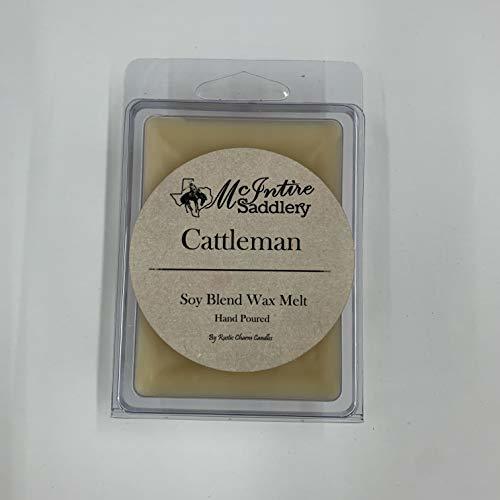 McIntire
Saddlery
Cattleman
Soy Blend Wax Melt
Hand Poured
By Rustic Charm Candles